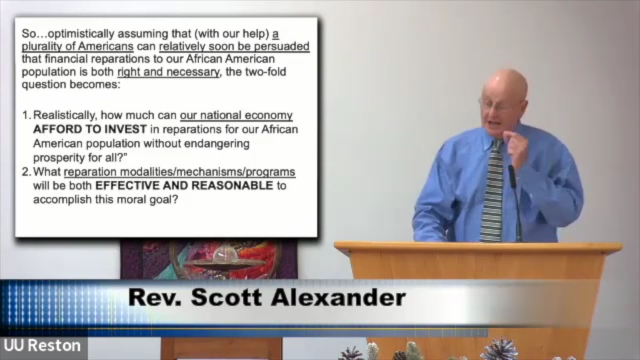 So…optimistically assuming that (with our help) a
plurality of Americans can relatively soon be persuaded
that financial reparations to our African American
population is both right and necessary, the two-fold
question becomes:
1. Realistically, how much can our national economy
AFFORD TO INVEST in reparations for our African
American population without endangering
prosperity for all?”
2. What reparation modalities/mechanisms/programs
will be both EFFECTIVE AND REASONABLE to
accomplish this moral goal?
Rev. Scott Alexander
UU Reston